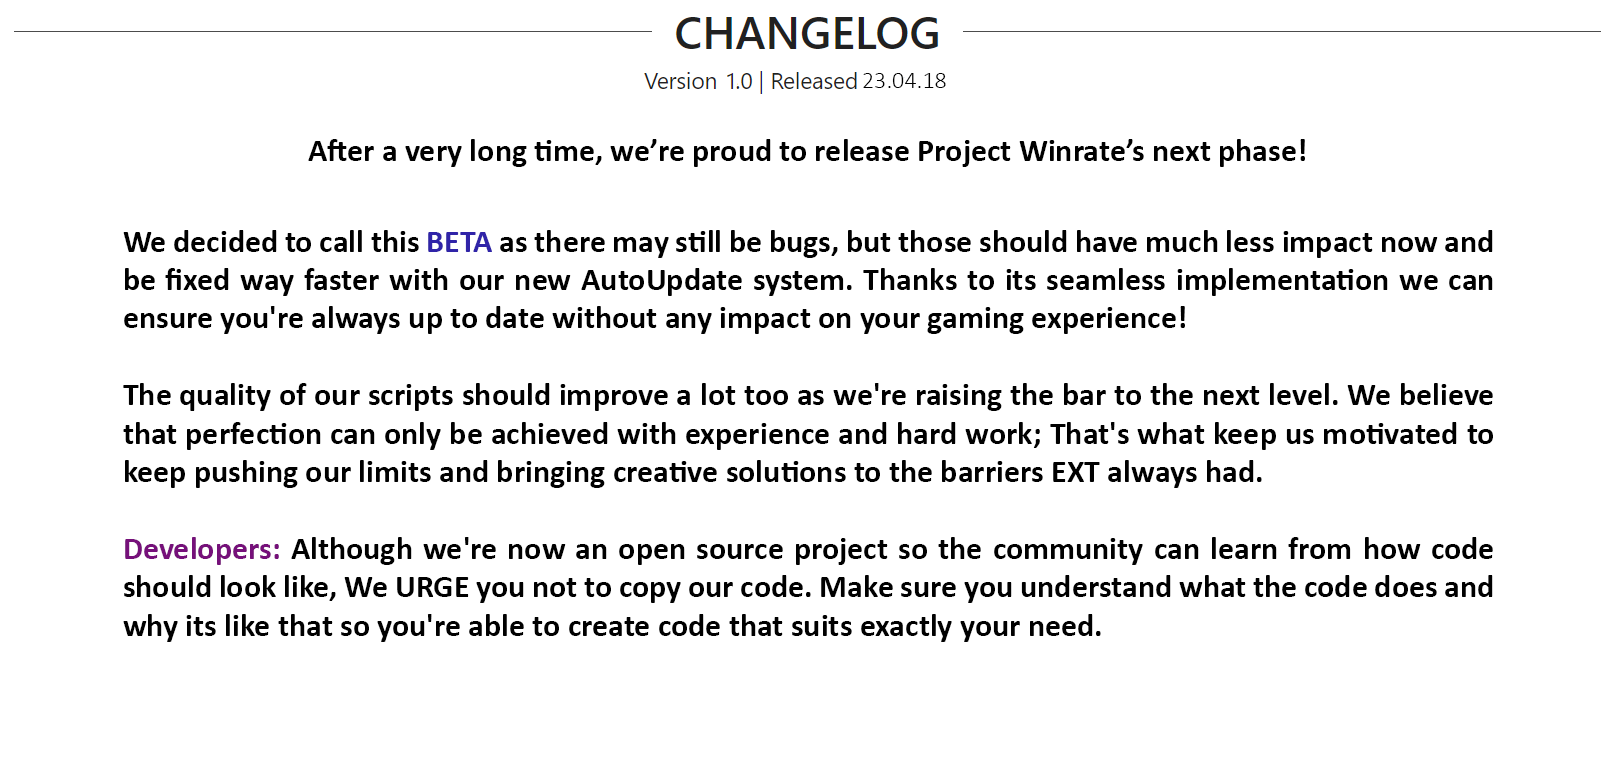 CHANGELOG
Version 1.0 | Released 23.04.18
After a very long time, we’re proud to release Project Winrate’s next phase!
We decided to call this BETA as there may still be bugs, but those should have much less impact now and
be fixed way faster with our new AutoUpdate system. Thanks to its seamless implementation we can
ensure you're always up to date without any impact on your gaming experience!
The quality of our scripts should improve a lot too as we're raising the bar to the next level. We believe
that perfection can only be achieved with experience and hard work; That's what keep us motivated to
keep pushing our limits and bringing creative solutions to the barriers EXT always had.
Developers: Although we're now an open source project so the community can learn from how code
should look like, We URGE you not to copy our code. Make sure you understand what the code does and
why its like that so you're able to create code that suits exactly your need.